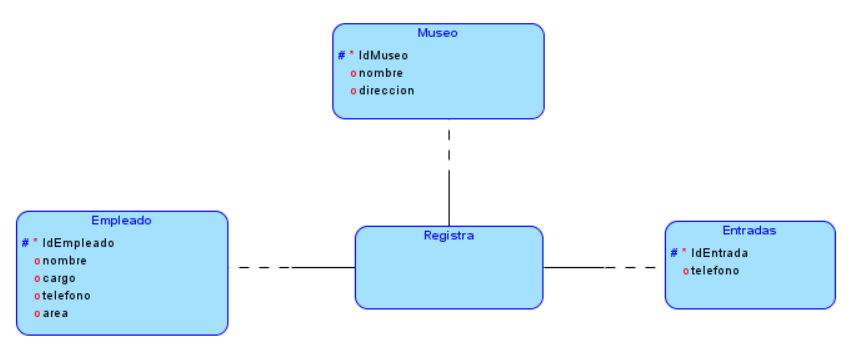 Museo
# * IdMuseo
o nombre
o direccion
Empleado
# * IdEmpleado
o nombre
o cargo
o telefono
o area
Registra
Entradas
# * IdEntrada
o telefono